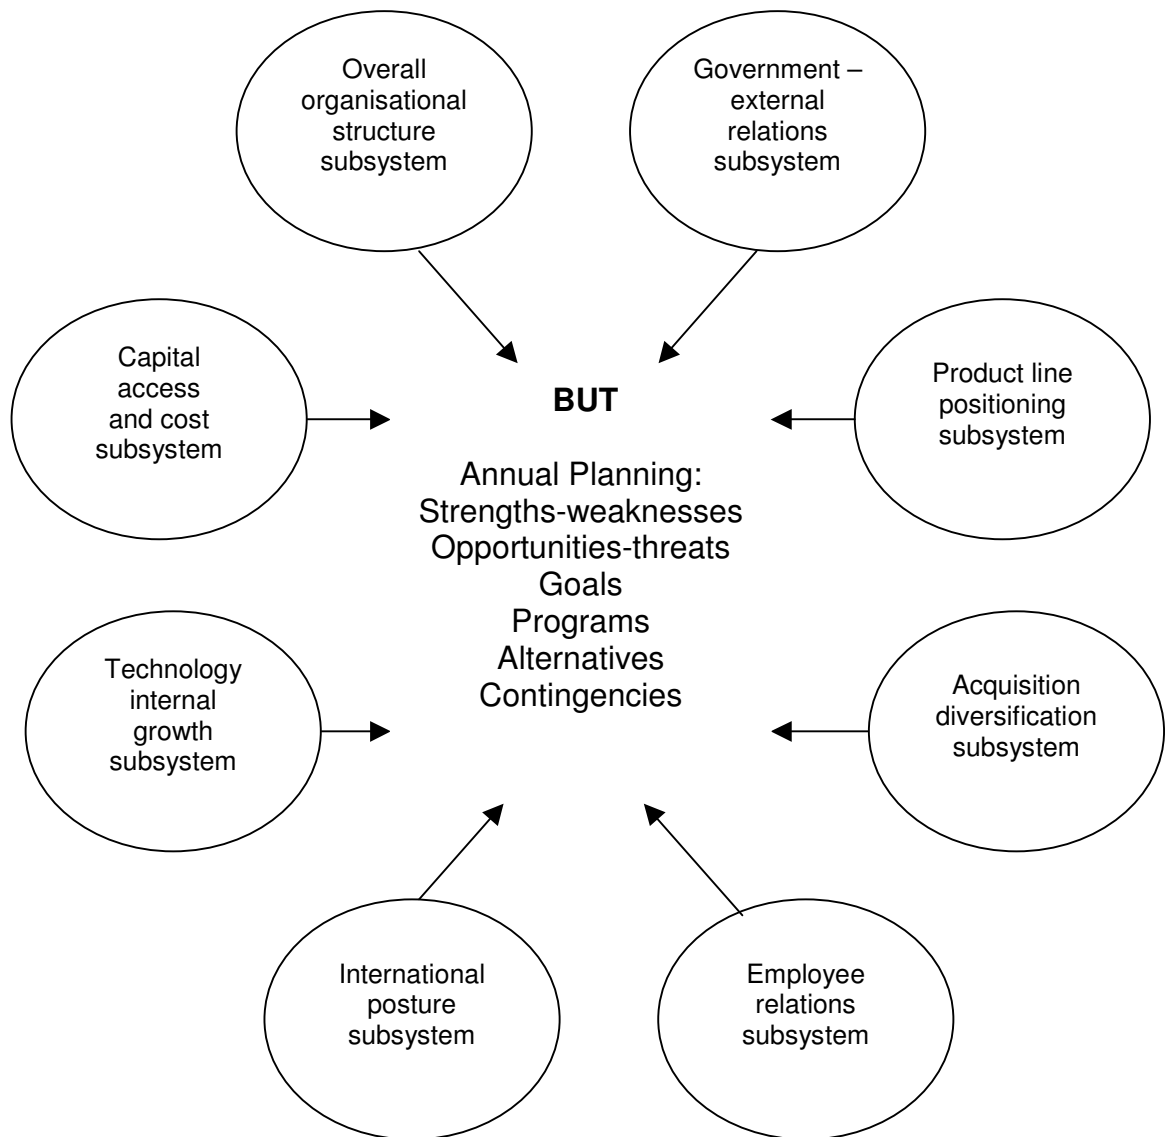 Overall
organisational
structure
subsystem
Government –
external
relations
subsystem
Capital
access
and cost
subsystem
BUT
Product line
positioning
subsystem
Annual Planning:
Strengths-weaknesses
Opportunities-threats
Goals
Programs
Alternatives
Contingencies
Technology
internal
growth
subsystem
Acquisition
diversification
subsystem
International
posture
subsystem
Employee
relations
subsystem